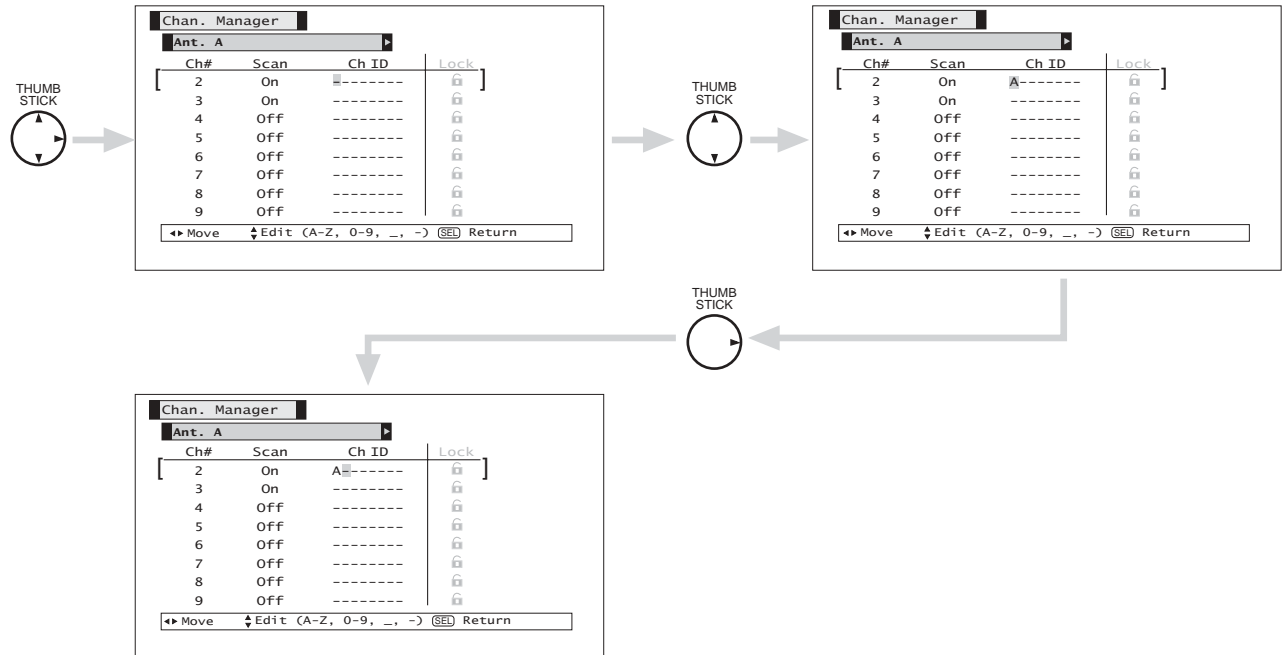 THUMB
STICK
Chan. Manager
Ant. A
Ch# Scan Ch ID Lock
[ 2 On -------- ]
3 On --------
4 Off --------
5 Off --------
6 Off --------
7 Off --------
8 Off --------
9 Off --------
Move Edit (A-Z, 0-9, _, -) SEL Return
THUMB
STICK
Chan. Manager
Ant. A
Ch# Scan Ch ID Lock
[ 2 On A------- ]
3 On --------
4 Off --------
5 Off --------
6 Off --------
7 Off --------
8 Off --------
9 Off --------
Move Edit (A-Z, 0-9, _, -) SEL Return
THUMB
STICK
Chan. Manager
Ant. A
Ch# Scan Ch ID Lock
[ 2 On A------- ]
3 On --------
4 Off --------
5 Off --------
6 Off --------
7 Off --------
8 Off --------
9 Off --------
Move Edit (A-Z, 0-9, _, -) SEL Return